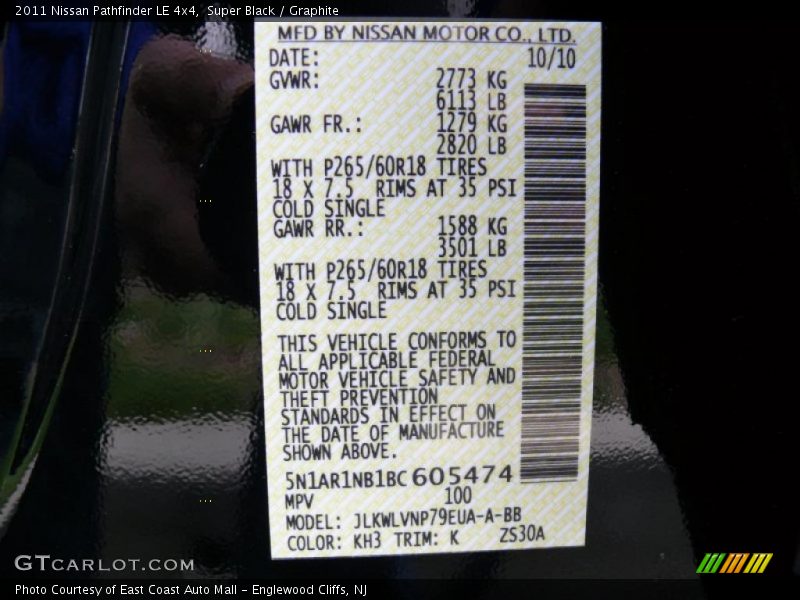 2011 Nissan Pathfinder LE 4x4, Super Black / Graphite
MFD BY NISSAN MOTOR CO., LTD.
DATE: 10/10
GVWR: 2773 KG
6113 LB
GAWR FR.: 1279 KG
2820 LB
WITH P265/60R18 TIRES
18 X 7.5 RIMS AT 35 PSI
COLD SINGLE
GAWR RR.: 1588 KG
3501 LB
WITH P265/60R18 TIRES
18 X 7.5 RIMS AT 35 PSI
COLD SINGLE
THIS VEHICLE CONFORMS TO
ALL APPLICABLE FEDERAL
MOTOR VEHICLE SAFETY AND
THEFT PREVENTION
STANDARDS IN EFFECT ON
THE DATE OF MANUFACTURE
SHOWN ABOVE.
5N1AR1NB1BC605474
MPV 100
MODEL: JLKWLVNP79EUA-A-BB
COLOR: KH3 TRIM: K ZS30A
GTCARLOT.COM
Photo Courtesy of East Coast Auto Mall - Englewood Cliffs, NJ